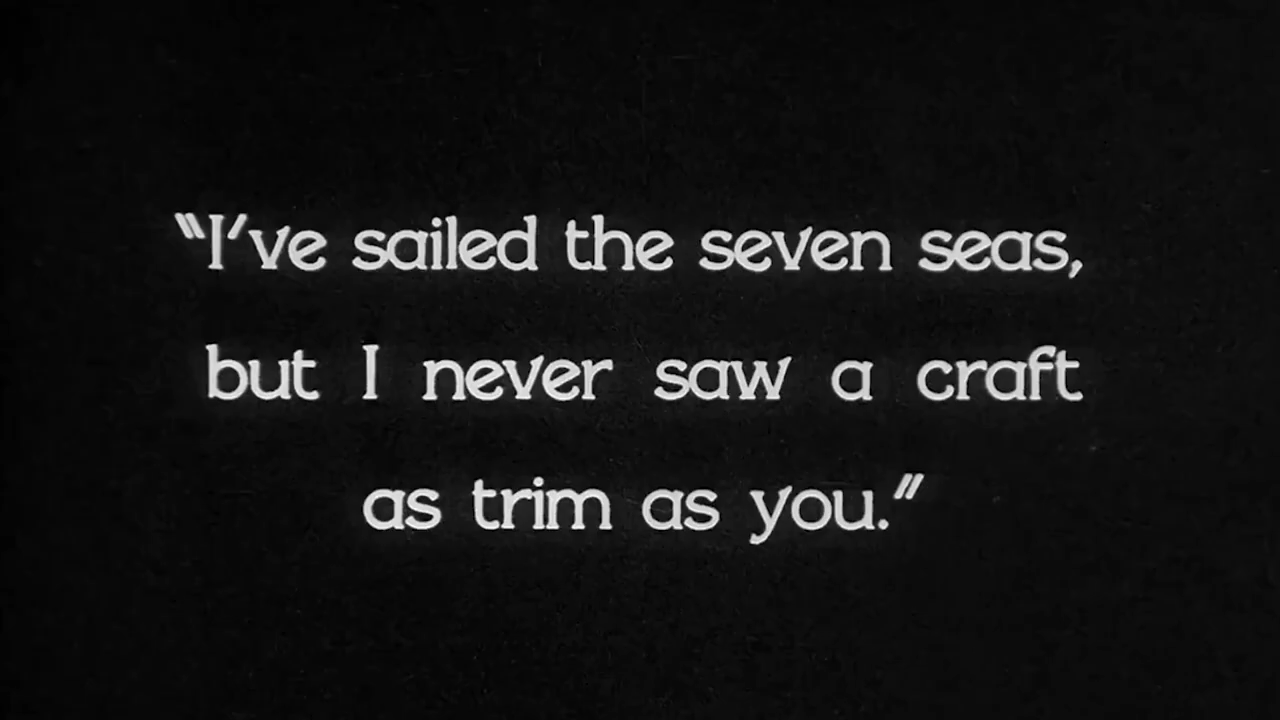 “I’ve sailed the seven seas,
but I never saw a craft
as trim as you.”